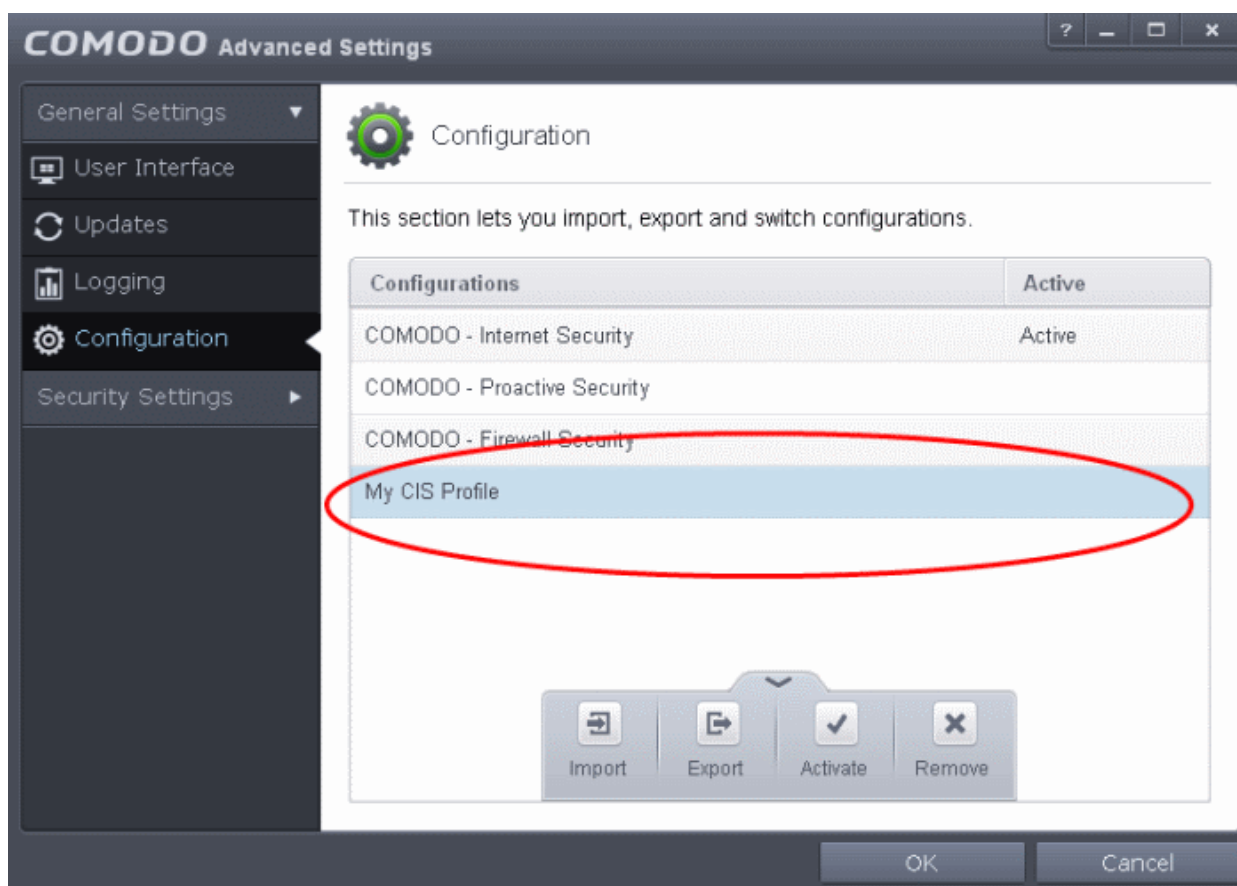 COMODO Advanced Settings
?
General Settings
User Interface
Updates
Logging
Configuration
Security Settings
Configuration
This section lets you import, export and switch configurations.
Configurations Active
COMODO - Internet Security Active
COMODO - Proactive Security
COMODO - Firewall Security
My CIS Profile
Import Export Activate Remove
OK Cancel